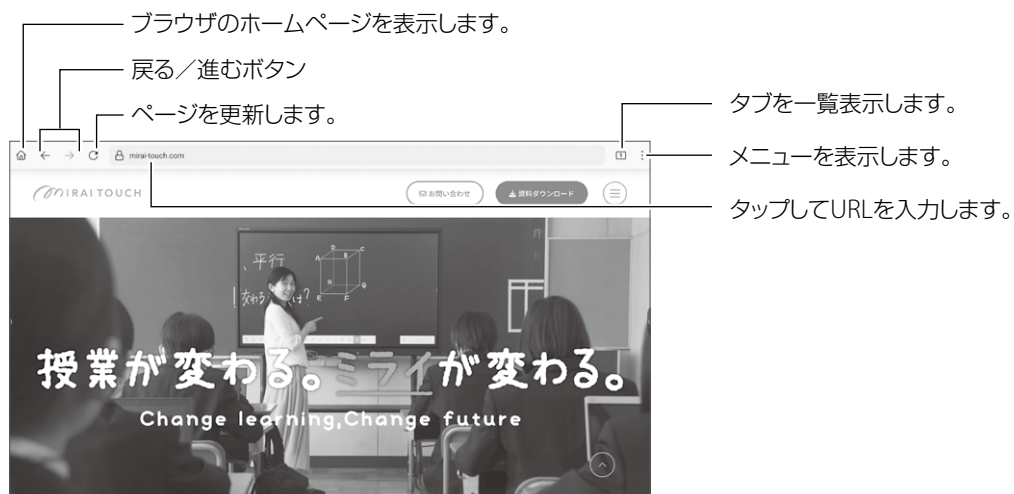 ブラウザのホームページを表示します。
戻る／進むボタン
ページを更新します。
タブを一覧表示します。
メニューを表示します。
タップしてURLを入力します。
mirai-touch.com
1
MIRAI TOUCH
お問い合わせ
資料ダウンロード
、平行
D C
A B
H G
E F
変わる は?
授業が変わる。ミライが変わる。
Change learning,Change future